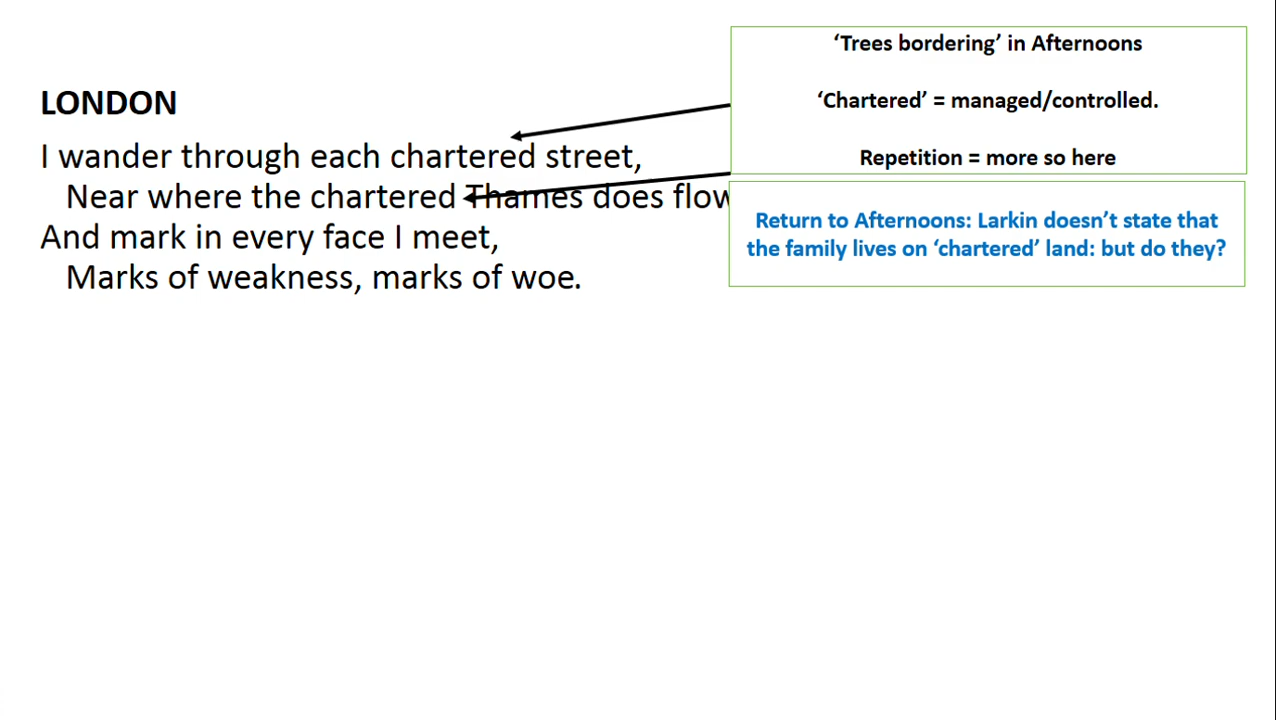 LONDON
I wander through each chartered street,
Near where the chartered Thames does flow
And mark in every face I meet,
Marks of weakness, marks of woe.
‘Trees bordering’ in Afternoons
‘Chartered’ = managed/controlled.
Repetition = more so here
Return to Afternoons: Larkin doesn’t state that
the family lives on ‘chartered’ land: but do they?